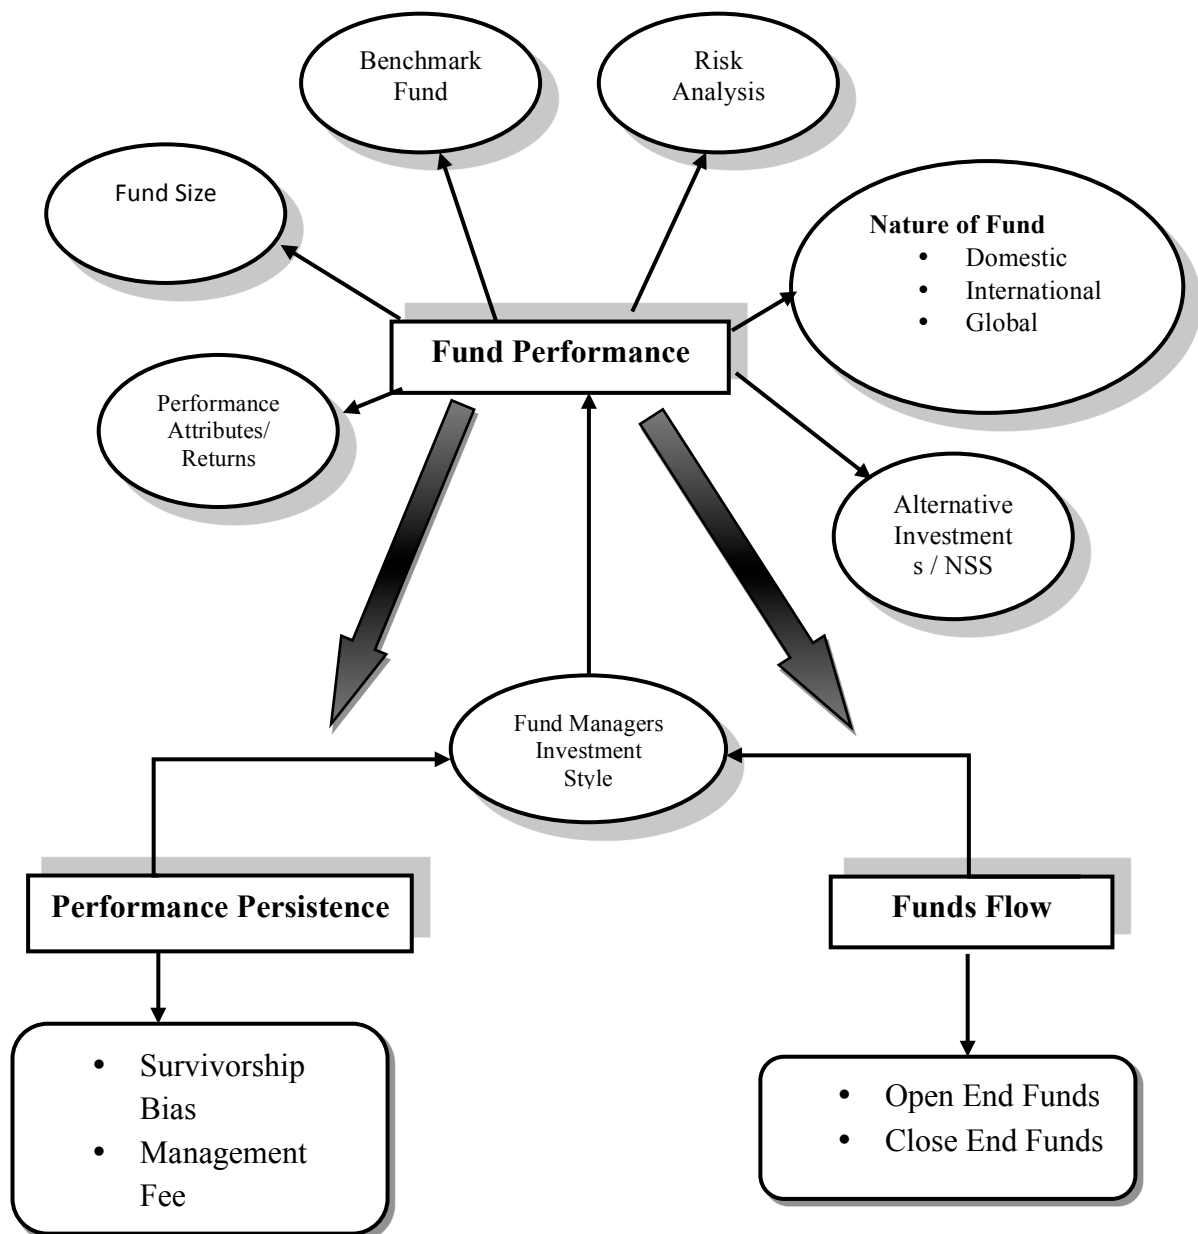 Benchmark
Fund
Risk
Analysis
Fund Size
Nature of Fund
• Domestic
• International
• Global
Fund Performance
Performance
Attributes/
Returns
Alternative
Investment
s / NSS
Fund Managers
Investment
Style
Performance Persistence
Funds Flow
• Survivorship
Bias
• Management
Fee
• Open End Funds
• Close End Funds